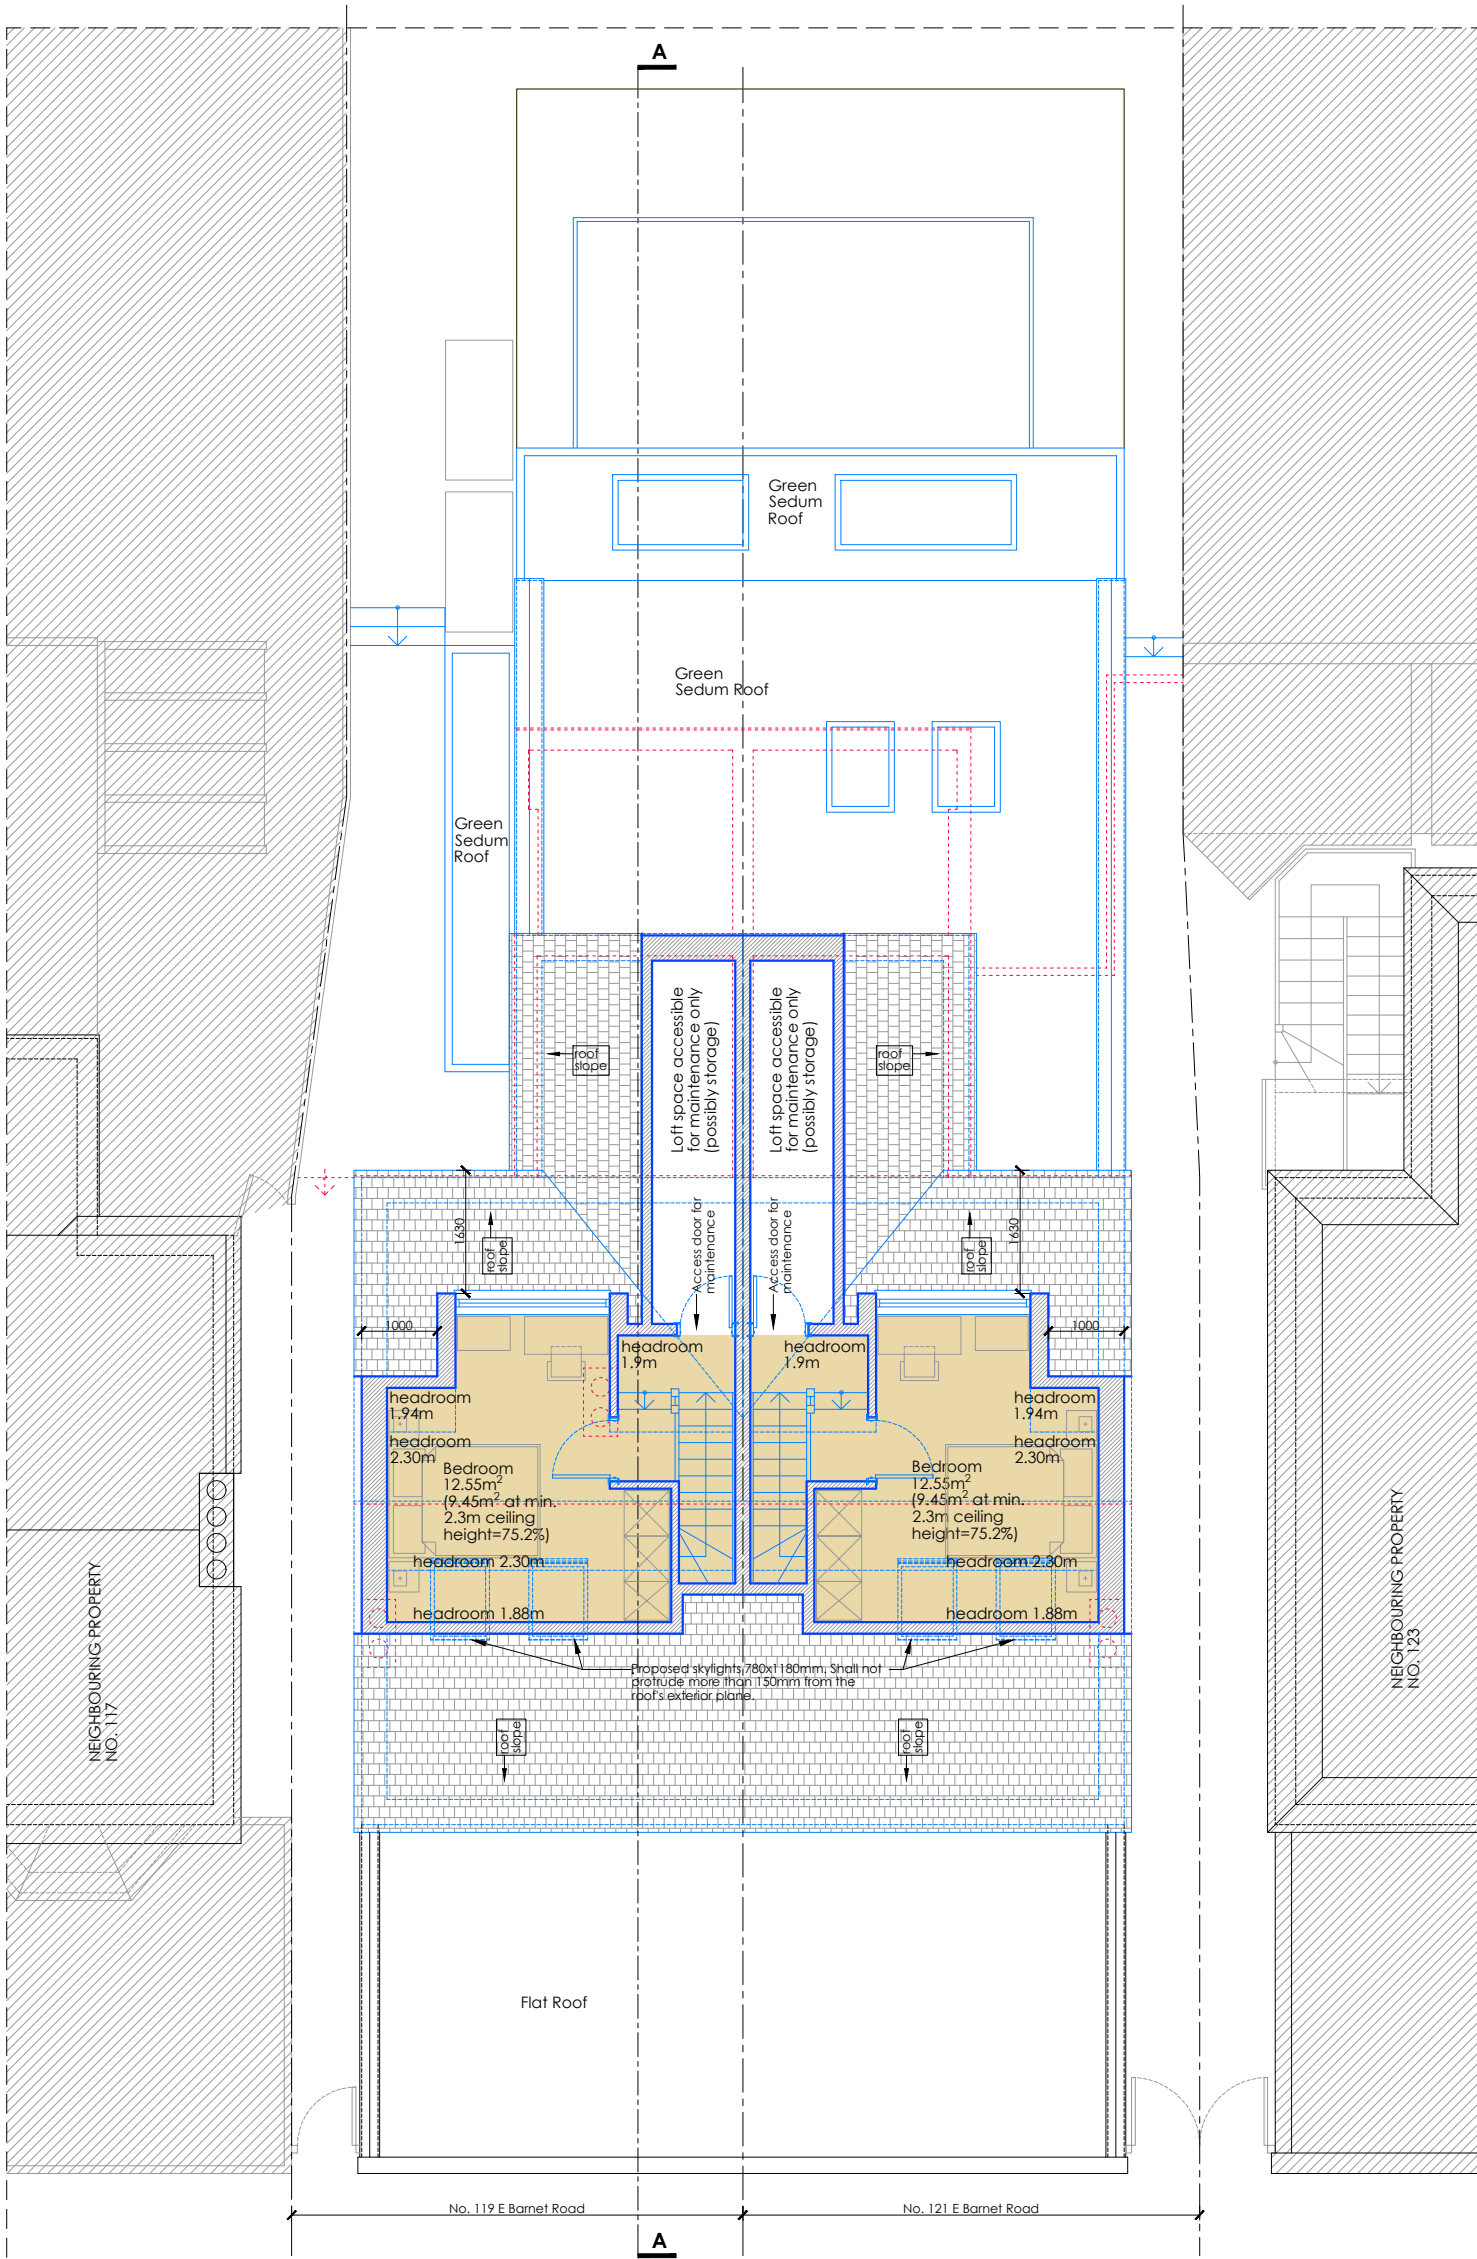 A
Green
Sedum
Roof
Green
Sedum Roof
Green
Sedum
Roof
Loft space accessible
for maintenance only
(possibly storage)
Loft space accessible
for maintenance only
(possibly storage)
roof
slope
roof
slope
1630
roof
slope
Access door for
maintenance
Access door for
maintenance
roof
slope
1630
1000
1000
headroom
1.9m
headroom
1.9m
headroom
1.94m
headroom
2.30m
headroom
1.94m
headroom
2.30m
Bedroom
12.55m²
(9.45m² at min.
2.3m ceiling
height=75.2%)
Bedroom
12.55m²
(9.45m² at min.
2.3m ceiling
height=75.2%)
headroom 2.30m
headroom 2.30m
headroom 1.88m
headroom 1.88m
Proposed skylights 780x1180mm. Shall not
protrude more than 150mm from the
roof's exterior plane.
NEIGHBOURING PROPERTY
NO. 117
NEIGHBOURING PROPERTY
NO. 123
roof
slope
roof
slope
Flat Roof
No. 119 E Barnet Road
No. 121 E Barnet Road
A